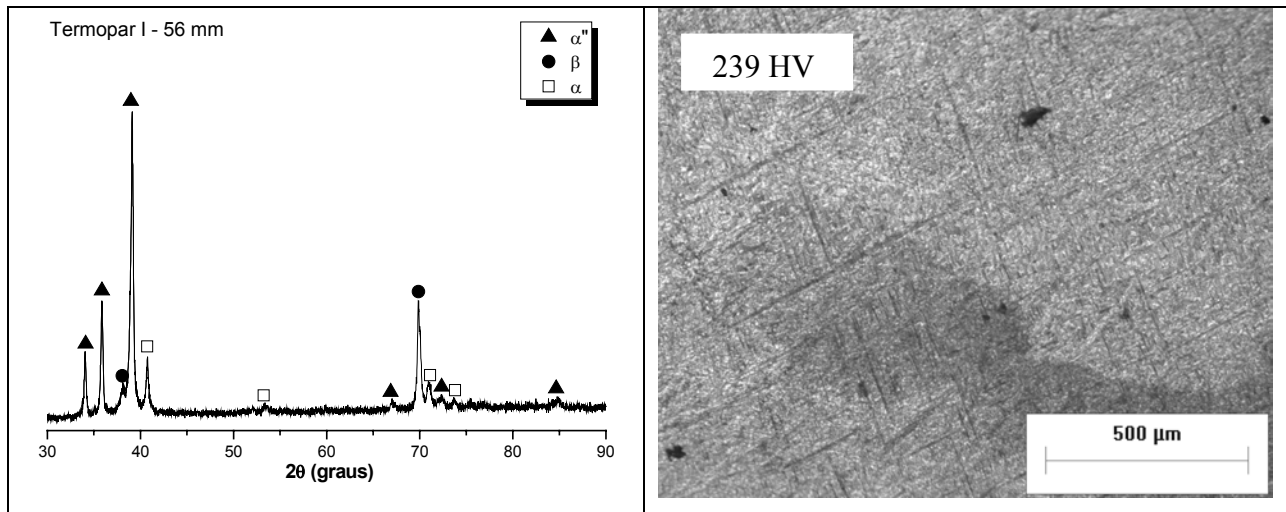 Termopar I - 56 mm
α"
β
α
30 40 50 60 70 80 90
2θ (graus)
239 HV
500 µm